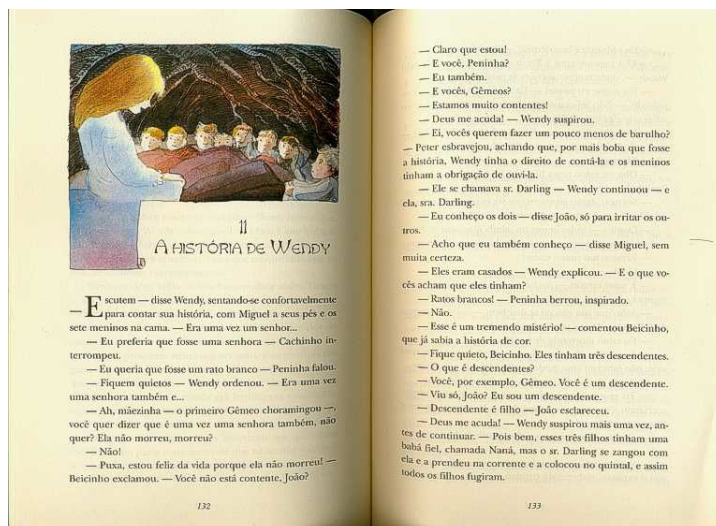 11
A HISTÓRIA DE WENDY
— Escutem — disse Wendy, sentando-se confortavelmente
para contar sua história, com Miguel a seus pés e os
sete meninos na cama. — Era uma vez um senhor...
— Eu preferia que fosse uma senhora — Cachinho in-
terrompeu.
— Eu queria que fosse um rato branco — Peninha falou.
— Fiquem quietos — Wendy ordenou. — Era uma vez
uma senhora também e...
— Ah, mãezinha — o primeiro Gêmeo choramingou —,
você quer dizer que é uma vez uma senhora também, não
quer? Ela não morreu, morreu?
— Não!
— Puxa, estou feliz da vida porque ela não morreu! —
Beicinho exclamou. — Você não está contente, João?
132
— Claro que estou!
— E você, Peninha?
— Eu também.
— E vocês, Gêmeos?
— Estamos muito contentes!
— Deus me acuda! — Wendy suspirou.
— Ei, vocês querem fazer um pouco menos de barulho?
— Peter esbravejou, achando que, por mais boba que fosse
a história, Wendy tinha o direito de contá-la e os meninos
tinham a obrigação de ouvi-la.
— Ele se chamava sr. Darling — Wendy continuou — e
ela, sra. Darling.
— Eu conheço os dois — disse João, só para irritar os ou-
tros.
— Acho que eu também conheço — disse Miguel, sem
muita certeza.
— Eles eram casados — Wendy explicou. — E o que vo-
cês acham que eles tinham?
— Ratos brancos! — Peninha berrou, inspirado.
— Não.
— Esse é um tremendo mistério! — comentou Beicinho,
que já sabia a história de cor.
— Fique quieto, Beicinho. Eles tinham três descendentes.
— O que é descendentes?
— Você, por exemplo, Gêmeo. Você é um descendente.
— Viu só, João? Eu sou um descendente.
— Descendente é filho — João esclareceu.
— Deus me acuda! — Wendy suspirou mais uma vez, an-
tes de continuar. — Pois bem, esses três filhos tinham uma
babá fiel, chamada Naná, mas o sr. Darling se zangou com
ela e a prendeu na corrente e a colocou no quintal, e assim
todos os filhos fugiram.
133